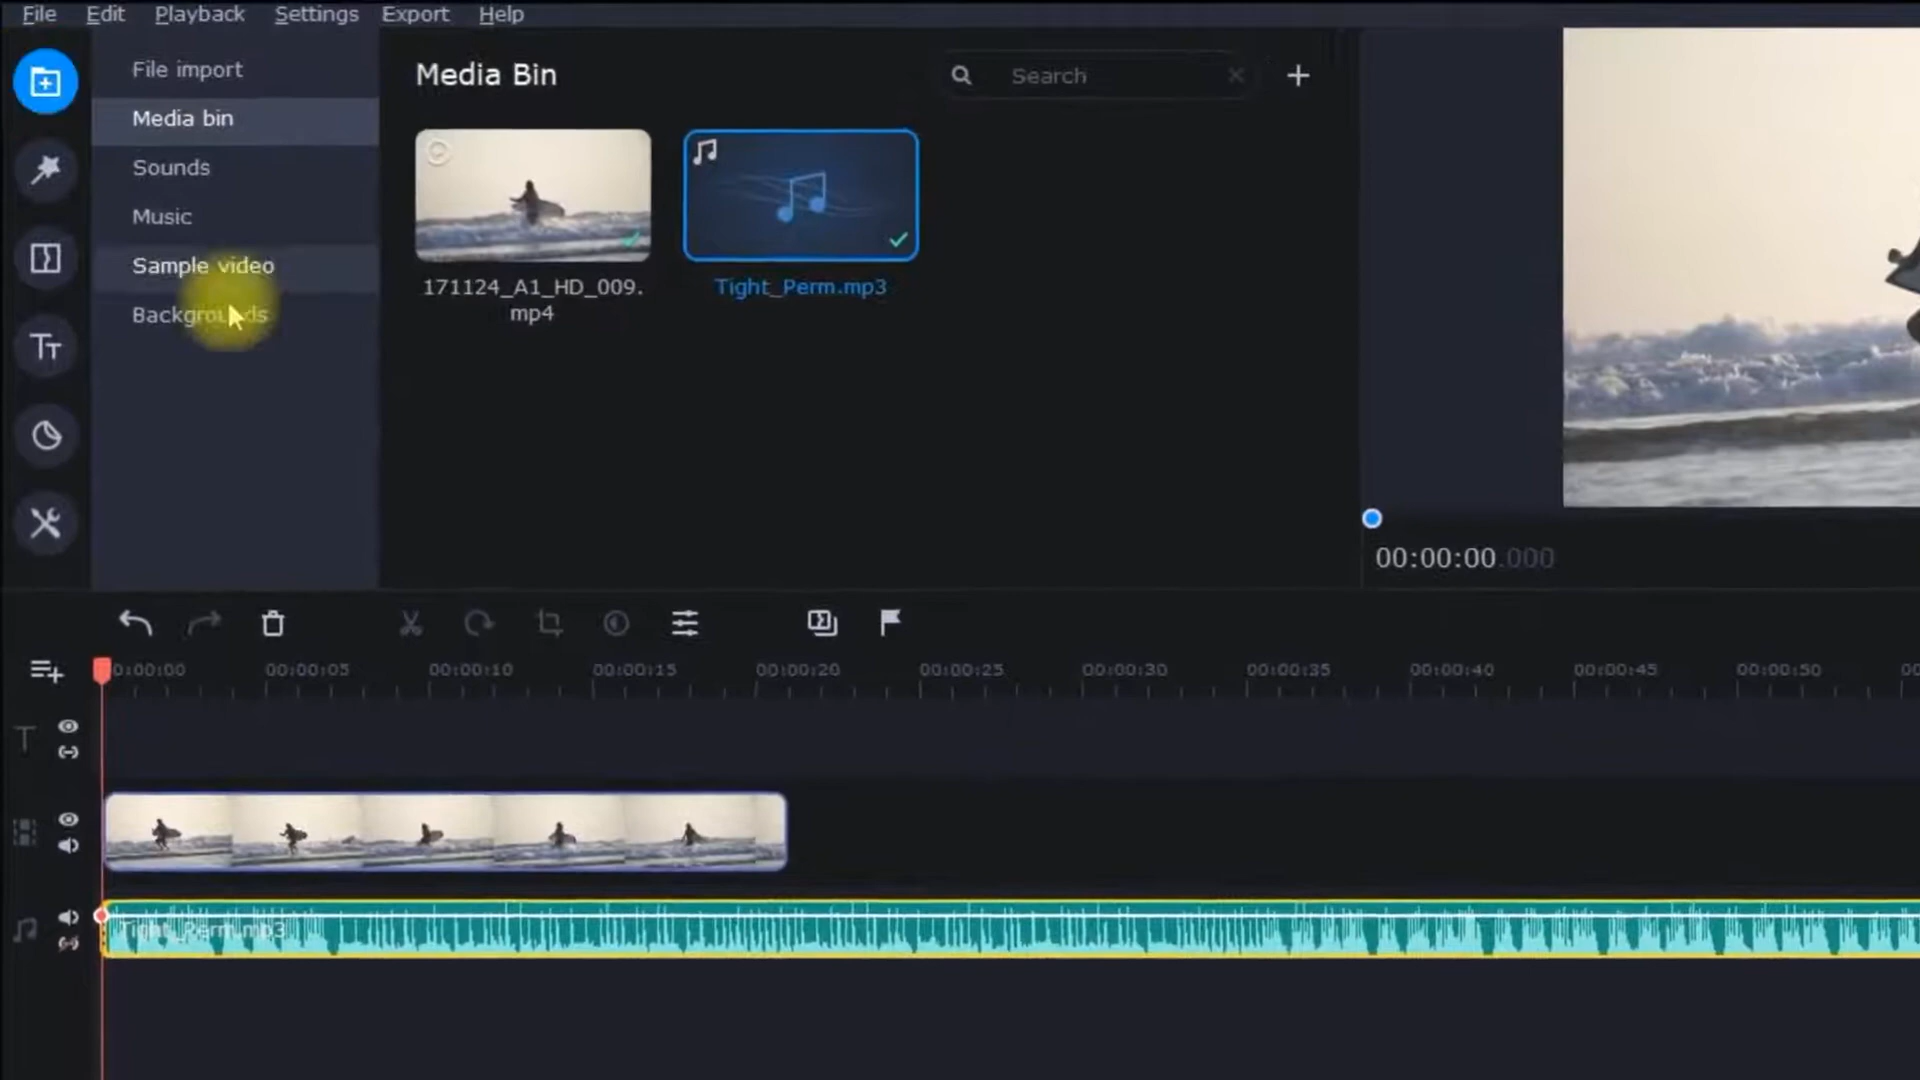 File Edit Playback Settings Export Help
File import
Media bin
Sounds
Music
Sample video
Backgrounds
Media Bin
Search
171124_A1_HD_009.
mp4
Tight_Perm.mp3
00:00:00.000
00:00:00 00:00:05 00:00:10 00:00:15 00:00:20 00:00:25 00:00:30 00:00:35 00:00:40 00:00:45 00:00:50
Tight_Perm.mp3